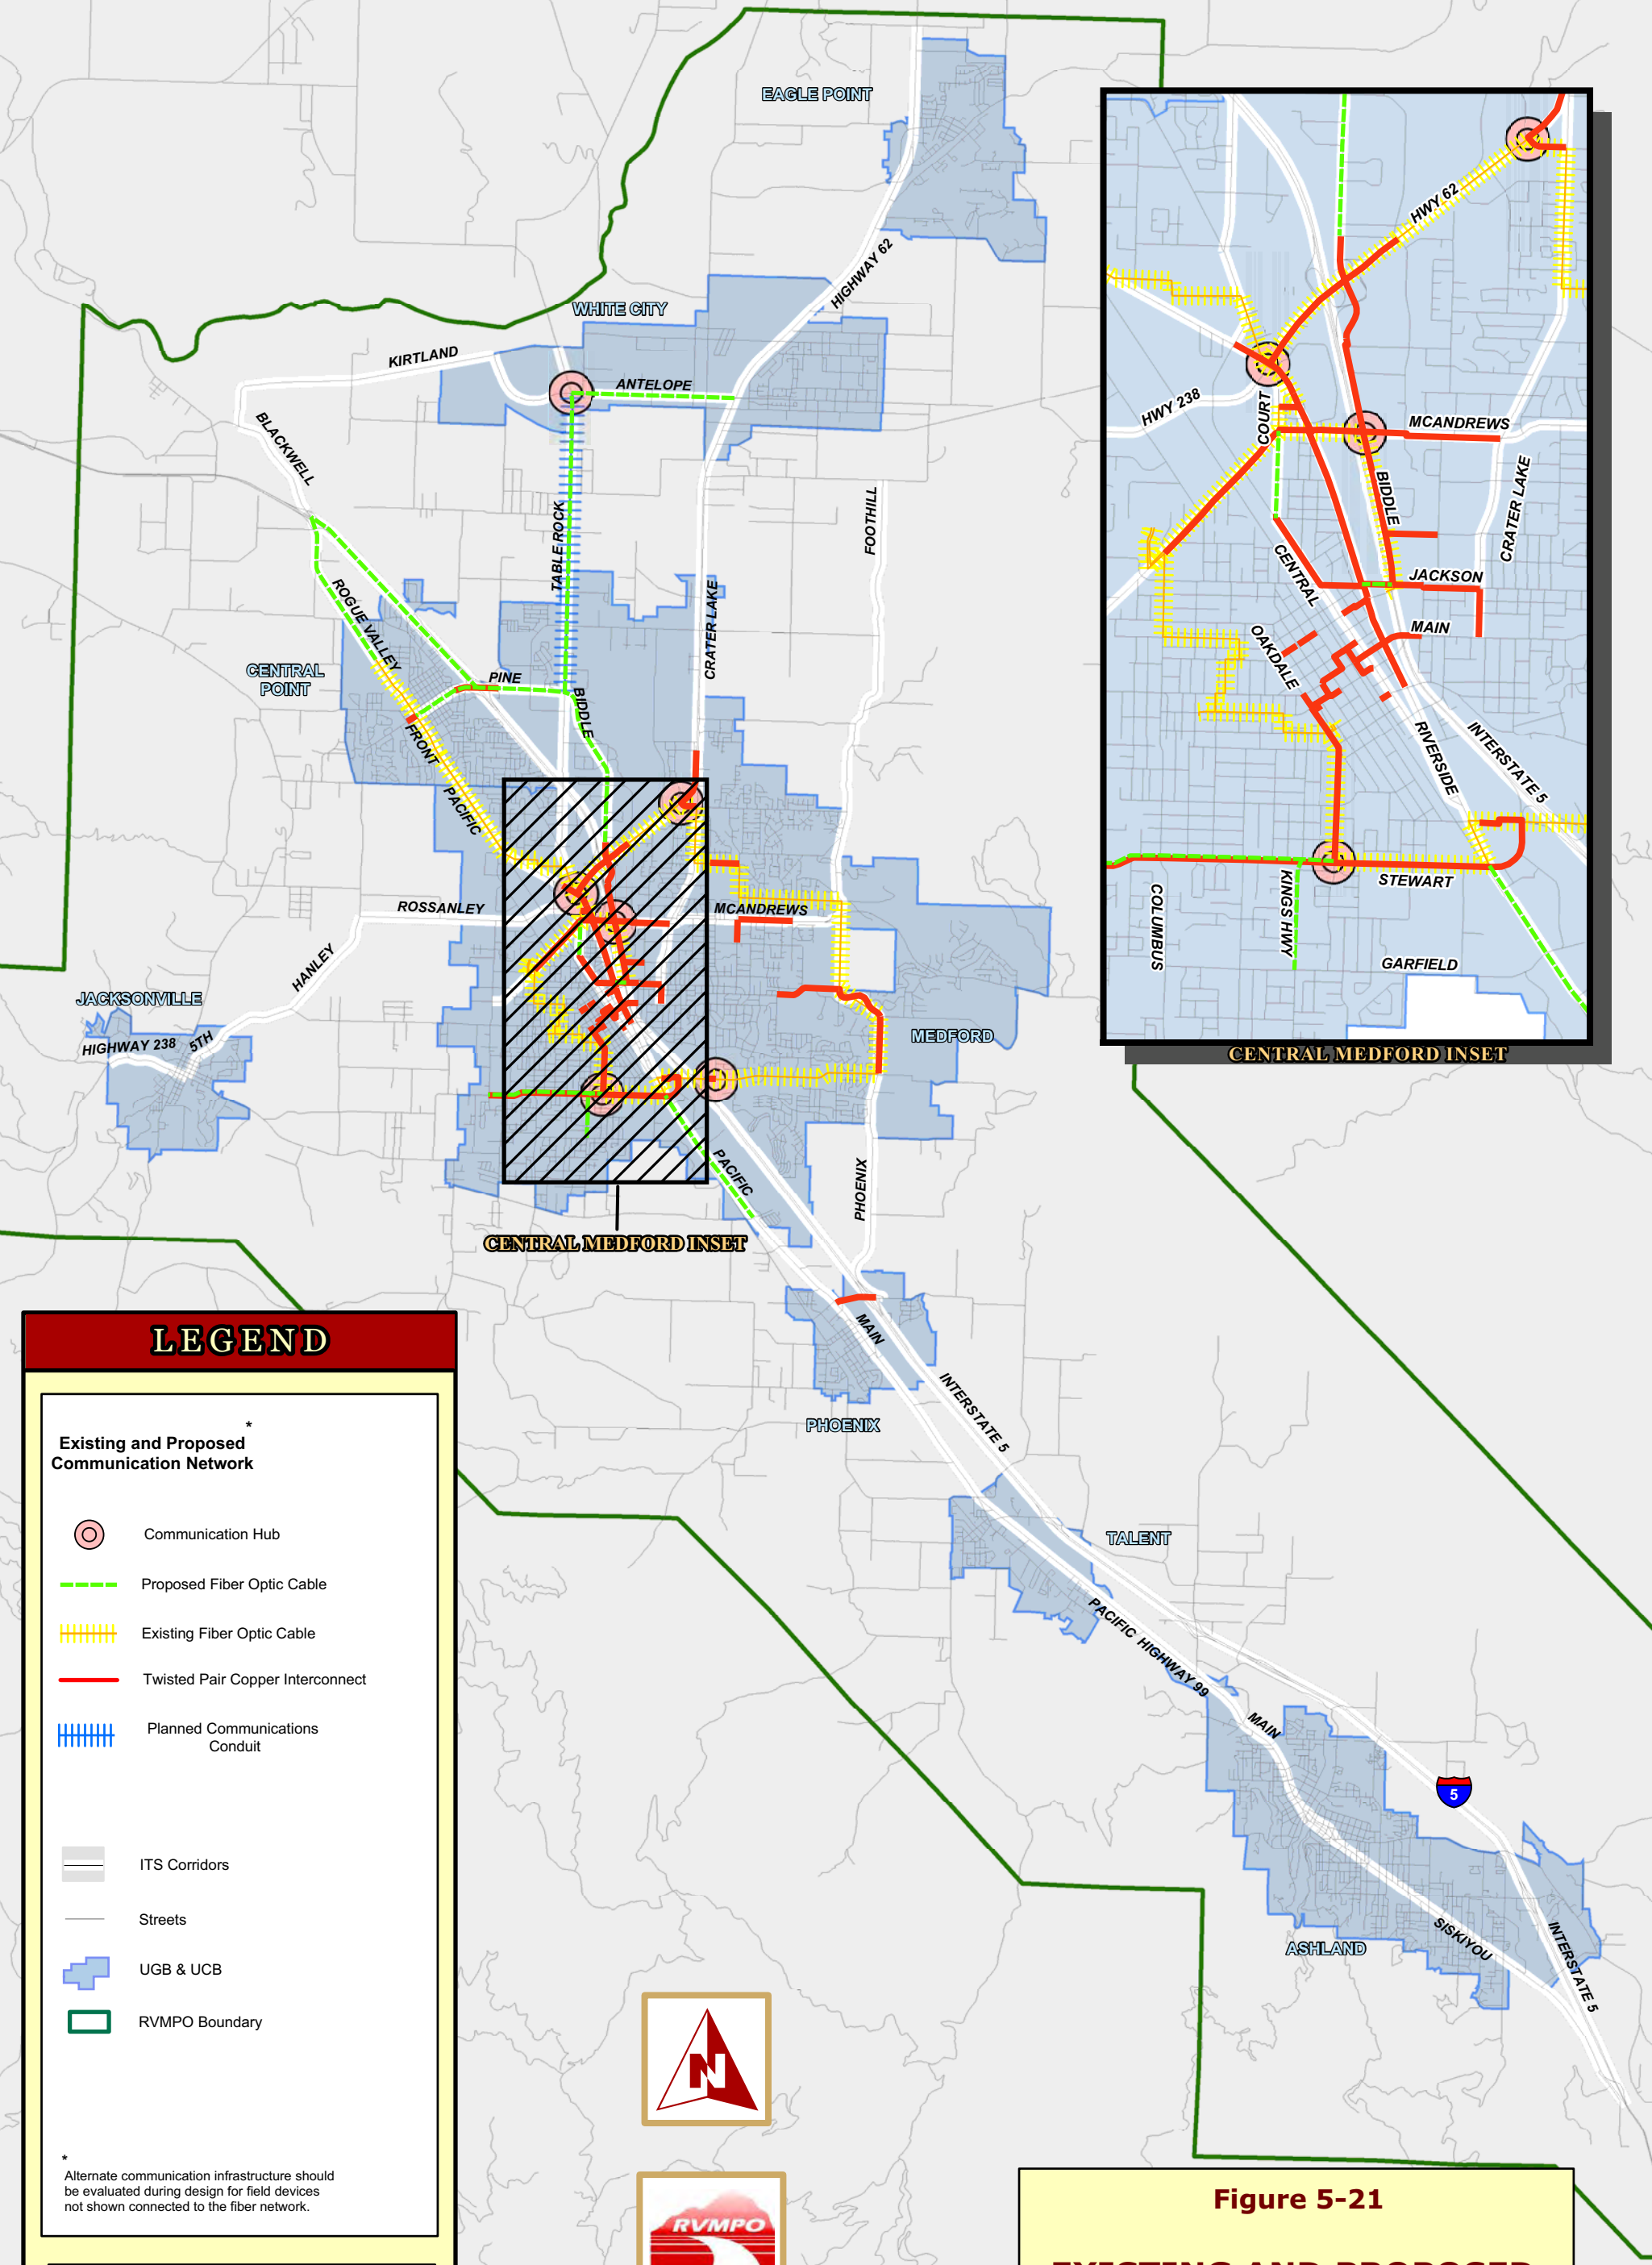 EAGLE POINT
HIGHWAY 62
WHITE CITY
KIRTLAND
ANTELOPE
BLACKWELL
TABLE ROCK
FOOTHILL
CRATER LAKE
ROGUE VALLEY
CENTRAL
POINT
PINE
BIDDLE
FRONT
PACIFIC
ROSSANLEY
MCANDREWS
HANLEY
JACKSONVILLE
HIGHWAY 238
5TH
MEDFORD
PACIFIC
PHOENIX
CENTRAL MEDFORD INSET
MAIN
PHOENIX
INTERSTATE 5
TALENT
PACIFIC HIGHWAY 99
MAIN
5
ASHLAND
SISKIYOU
INTERSTATE 5
HWY 62
HWY 238
COURT
MCANDREWS
BIDDLE
CRATER LAKE
CENTRAL
JACKSON
MAIN
OAKDALE
RIVERSIDE
INTERSTATE 5
STEWART
COLUMBUS
KINGS HWY
GARFIELD
CENTRAL MEDFORD INSET
LEGEND
*
Existing and Proposed
Communication Network
Communication Hub
Proposed Fiber Optic Cable
Existing Fiber Optic Cable
Twisted Pair Copper Interconnect
Planned Communications
Conduit
ITS Corridors
Streets
UGB & UCB
RVMPO Boundary
*
Alternate communication infrastructure should
be evaluated during design for field devices
not shown connected to the fiber network.
N
RVMPO
Figure 5-21
EXISTING AND PROPOSED